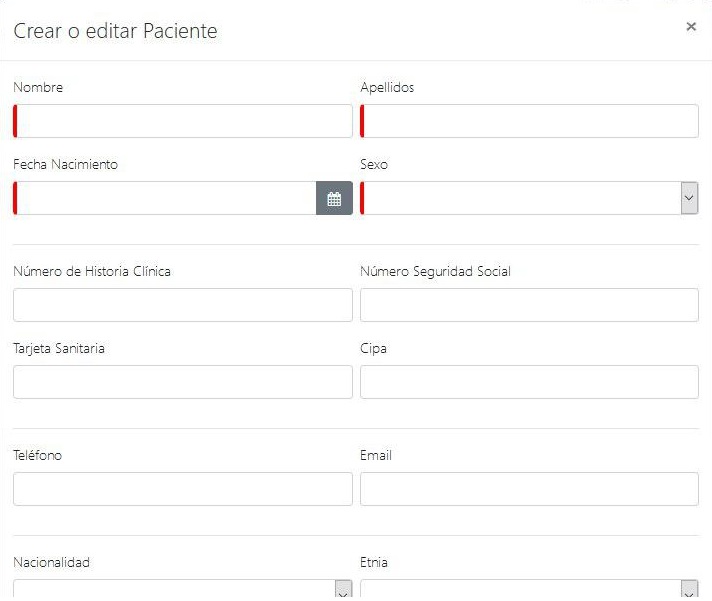 Crear o editar Paciente
Nombre Apellidos
Fecha Nacimiento Sexo
Número de Historia Clínica Número Seguridad Social
Tarjeta Sanitaria Cipa
Teléfono Email
Nacionalidad Etnia